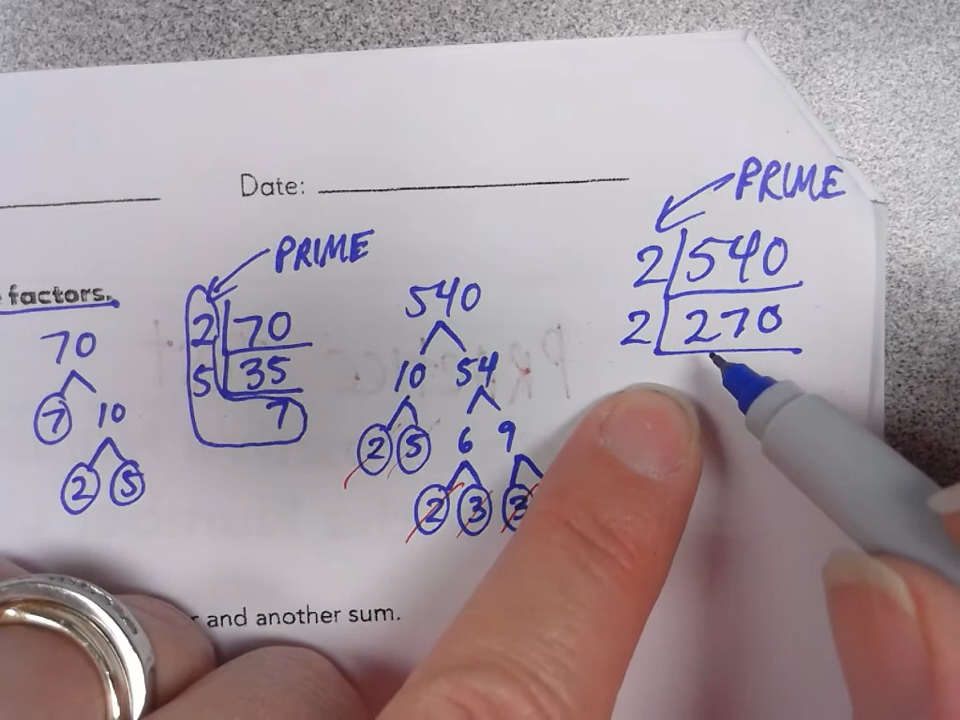 Date:
PRIME
2 540
2 270
factors.
PRIME
70
7 10
2 5
2 70
5 35
7
540
10 54
2 5 6 9
2 3 3
and another sum.